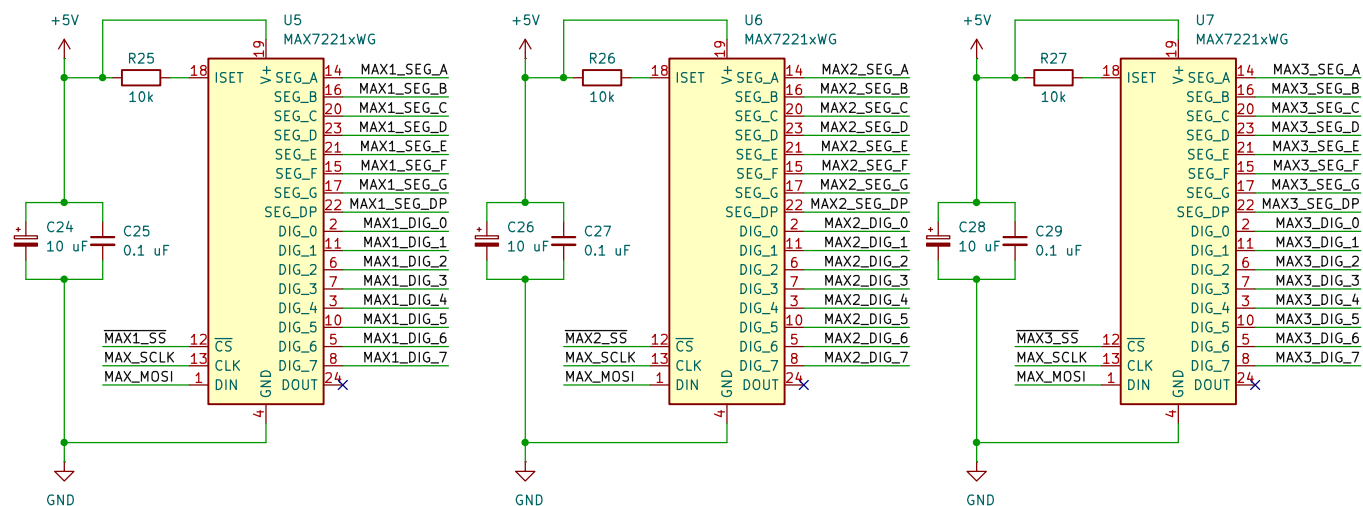 +5V
U5
MAX7221xWG
R25
10k
18
ISET
19
V+
SEG_A
14
MAX1_SEG_A
SEG_B
16
MAX1_SEG_B
SEG_C
20
MAX1_SEG_C
SEG_D
23
MAX1_SEG_D
SEG_E
21
MAX1_SEG_E
SEG_F
15
MAX1_SEG_F
SEG_G
17
MAX1_SEG_G
SEG_DP
22
MAX1_SEG_DP
DIG_0
2
MAX1_DIG_0
DIG_1
11
MAX1_DIG_1
DIG_2
6
MAX1_DIG_2
DIG_3
7
MAX1_DIG_3
DIG_4
3
MAX1_DIG_4
DIG_5
10
MAX1_DIG_5
DIG_6
5
MAX1_DIG_6
DIG_7
8
MAX1_DIG_7
DOUT
24
+
C24
10 uF
C25
0.1 uF
MAX1_SS
12
CS
MAX_SCLK
13
CLK
MAX_MOSI
1
DIN
GND
4
GND
+5V
U6
MAX7221xWG
R26
10k
18
ISET
19
V+
SEG_A
14
MAX2_SEG_A
SEG_B
16
MAX2_SEG_B
SEG_C
20
MAX2_SEG_C
SEG_D
23
MAX2_SEG_D
SEG_E
21
MAX2_SEG_E
SEG_F
15
MAX2_SEG_F
SEG_G
17
MAX2_SEG_G
SEG_DP
22
MAX2_SEG_DP
DIG_0
2
MAX2_DIG_0
DIG_1
11
MAX2_DIG_1
DIG_2
6
MAX2_DIG_2
DIG_3
7
MAX2_DIG_3
DIG_4
3
MAX2_DIG_4
DIG_5
10
MAX2_DIG_5
DIG_6
5
MAX2_DIG_6
DIG_7
8
MAX2_DIG_7
DOUT
24
+
C26
10 uF
C27
0.1 uF
MAX2_SS
12
CS
MAX_SCLK
13
CLK
MAX_MOSI
1
DIN
GND
4
GND
+5V
U7
MAX7221xWG
R27
10k
18
ISET
19
V+
SEG_A
14
MAX3_SEG_A
SEG_B
16
MAX3_SEG_B
SEG_C
20
MAX3_SEG_C
SEG_D
23
MAX3_SEG_D
SEG_E
21
MAX3_SEG_E
SEG_F
15
MAX3_SEG_F
SEG_G
17
MAX3_SEG_G
SEG_DP
22
MAX3_SEG_DP
DIG_0
2
MAX3_DIG_0
DIG_1
11
MAX3_DIG_1
DIG_2
6
MAX3_DIG_2
DIG_3
7
MAX3_DIG_3
DIG_4
3
MAX3_DIG_4
DIG_5
10
MAX3_DIG_5
DIG_6
5
MAX3_DIG_6
DIG_7
8
MAX3_DIG_7
DOUT
24
+
C28
10 uF
C29
0.1 uF
MAX3_SS
12
CS
MAX_SCLK
13
CLK
MAX_MOSI
1
DIN
GND
4
GND